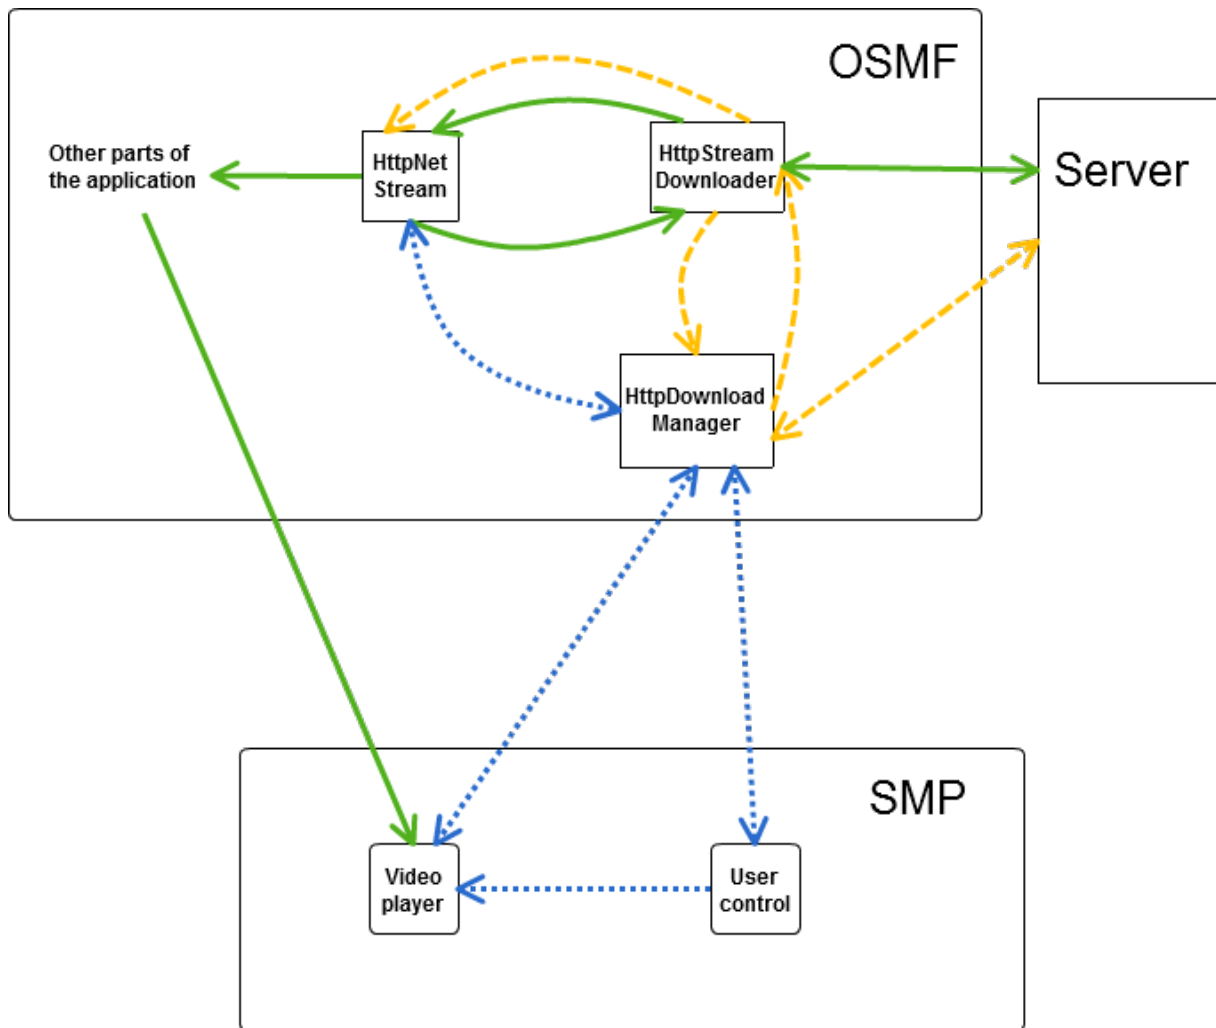 OSMF
Other parts of
the application
HttpNet
Stream
HttpStream
Downloader
Server
HttpDownload
Manager
SMP
Video
player
User
control